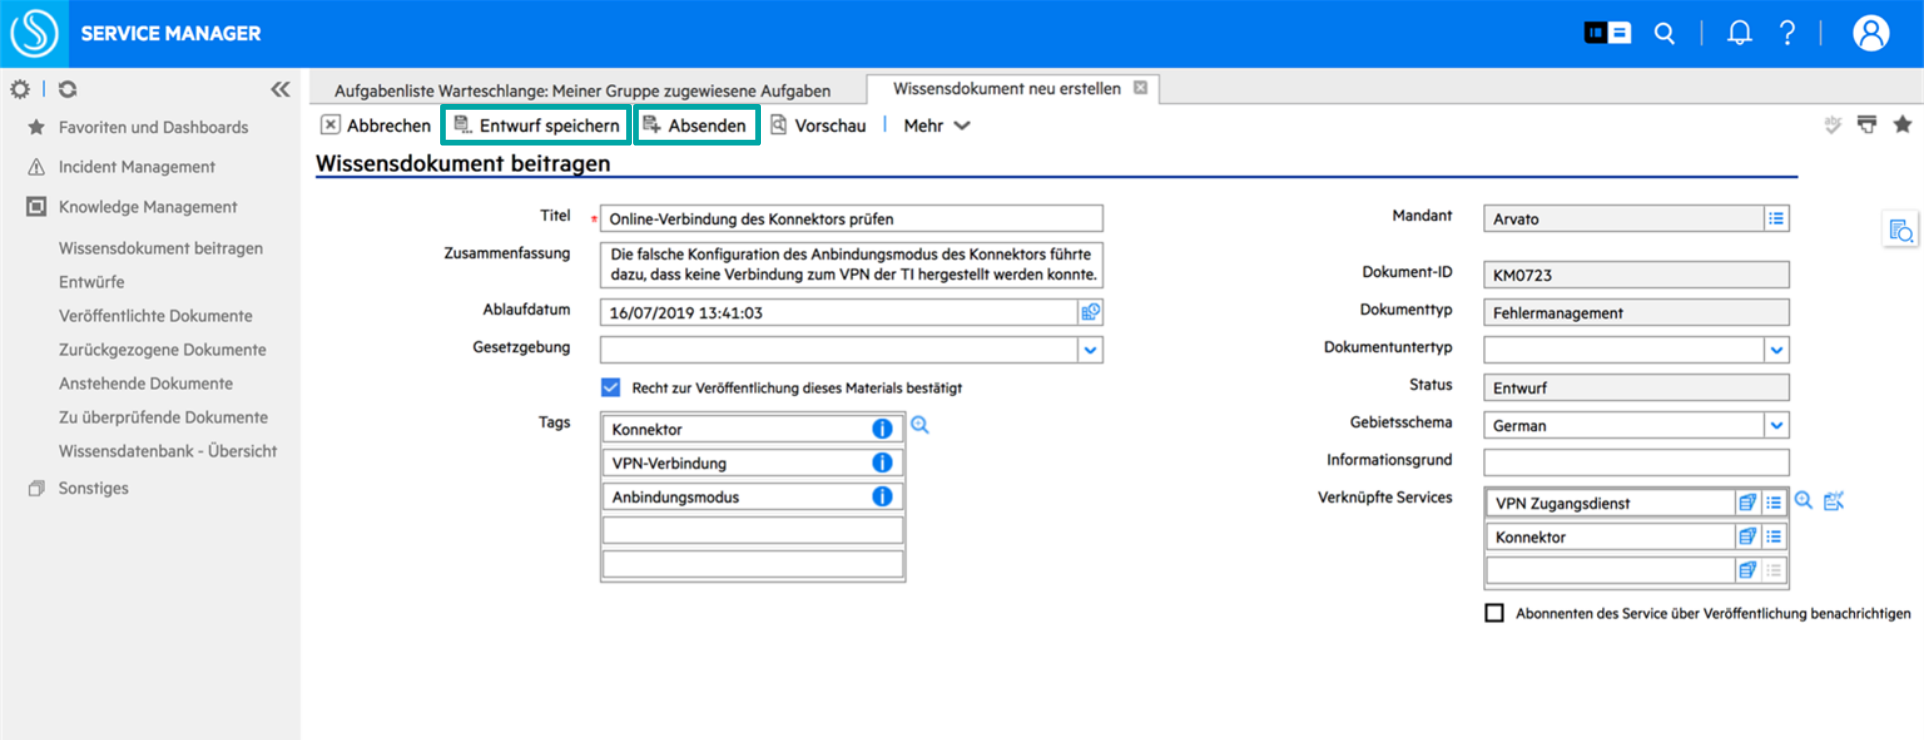 SERVICE MANAGER
Favoriten und Dashboards
Incident Management
Knowledge Management
Wissensdokument beitragen
Entwürfe
Veröffentlichte Dokumente
Zurückgezogene Dokumente
Anstehende Dokumente
Zu überprüfende Dokumente
Wissensdatenbank - Übersicht
Sonstiges
Aufgabenliste Warteschlange: Meiner Gruppe zugewiesene Aufgaben
Wissensdokument neu erstellen
Abbrechen
Entwurf speichern
Absenden
Vorschau
Mehr
Wissensdokument beitragen
Titel * Online-Verbindung des Konnektors prüfen
Zusammenfassung Die falsche Konfiguration des Anbindungsmodus des Konnektors führte
dazu, dass keine Verbindung zum VPN der TI hergestellt werden konnte.
Ablaufdatum 16/07/2019 13:41:03
Gesetzgebung
Recht zur Veröffentlichung dieses Materials bestätigt
Tags Konnektor
VPN-Verbindung
Anbindungsmodus
Mandant Arvato
Dokument-ID KM0723
Dokumenttyp Fehlermanagement
Dokumentuntertyp
Status Entwurf
Gebietsschema German
Informationsgrund
Verknüpfte Services VPN Zugangsdienst
Konnektor
Abonnenten des Service über Veröffentlichung benachrichtigen